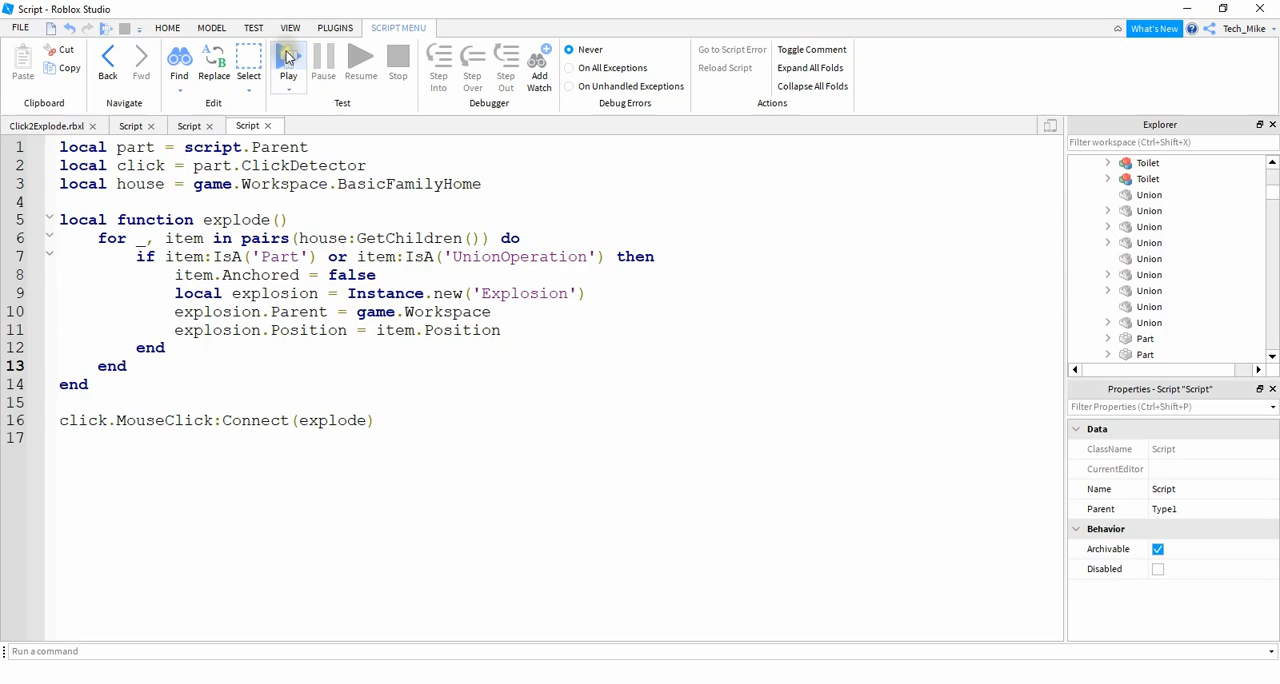 Script - Roblox Studio
FILE HOME MODEL TEST VIEW PLUGINS SCRIPT MENU What's New Tech_Mike
Paste Cut Copy Back Fwd Find Replace Select Play Pause Resume Stop Step Into Step Over Step Out Add Watch Never On All Exceptions On Unhandled Exceptions Go to Script Error Reload Script Toggle Comment Expand All Folds Collapse All Folds
Clipboard Navigate Edit Test Debugger Debug Errors Actions
Click2Explode.rbxl Script Script Script
1 local part = script.Parent
2 local click = part.ClickDetector
3 local house = game.Workspace.BasicFamilyHome
4
5 local function explode()
6 for _, item in pairs(house:GetChildren()) do
7 if item:IsA('Part') or item:IsA('UnionOperation') then
8 item.Anchored = false
9 local explosion = Instance.new('Explosion')
10 explosion.Parent = game.Workspace
11 explosion.Position = item.Position
12 end
13 end
14 end
15
16 click.MouseClick:Connect(explode)
17
Explorer
Filter workspace (Ctrl+Shift+X)
Toilet
Toilet
Union
Union
Union
Union
Union
Union
Union
Union
Union
Part
Part
Properties - Script "Script"
Filter Properties (Ctrl+Shift+P)
Data
ClassName Script
CurrentEditor
Name Script
Parent Type1
Behavior
Archivable
Disabled
Run a command